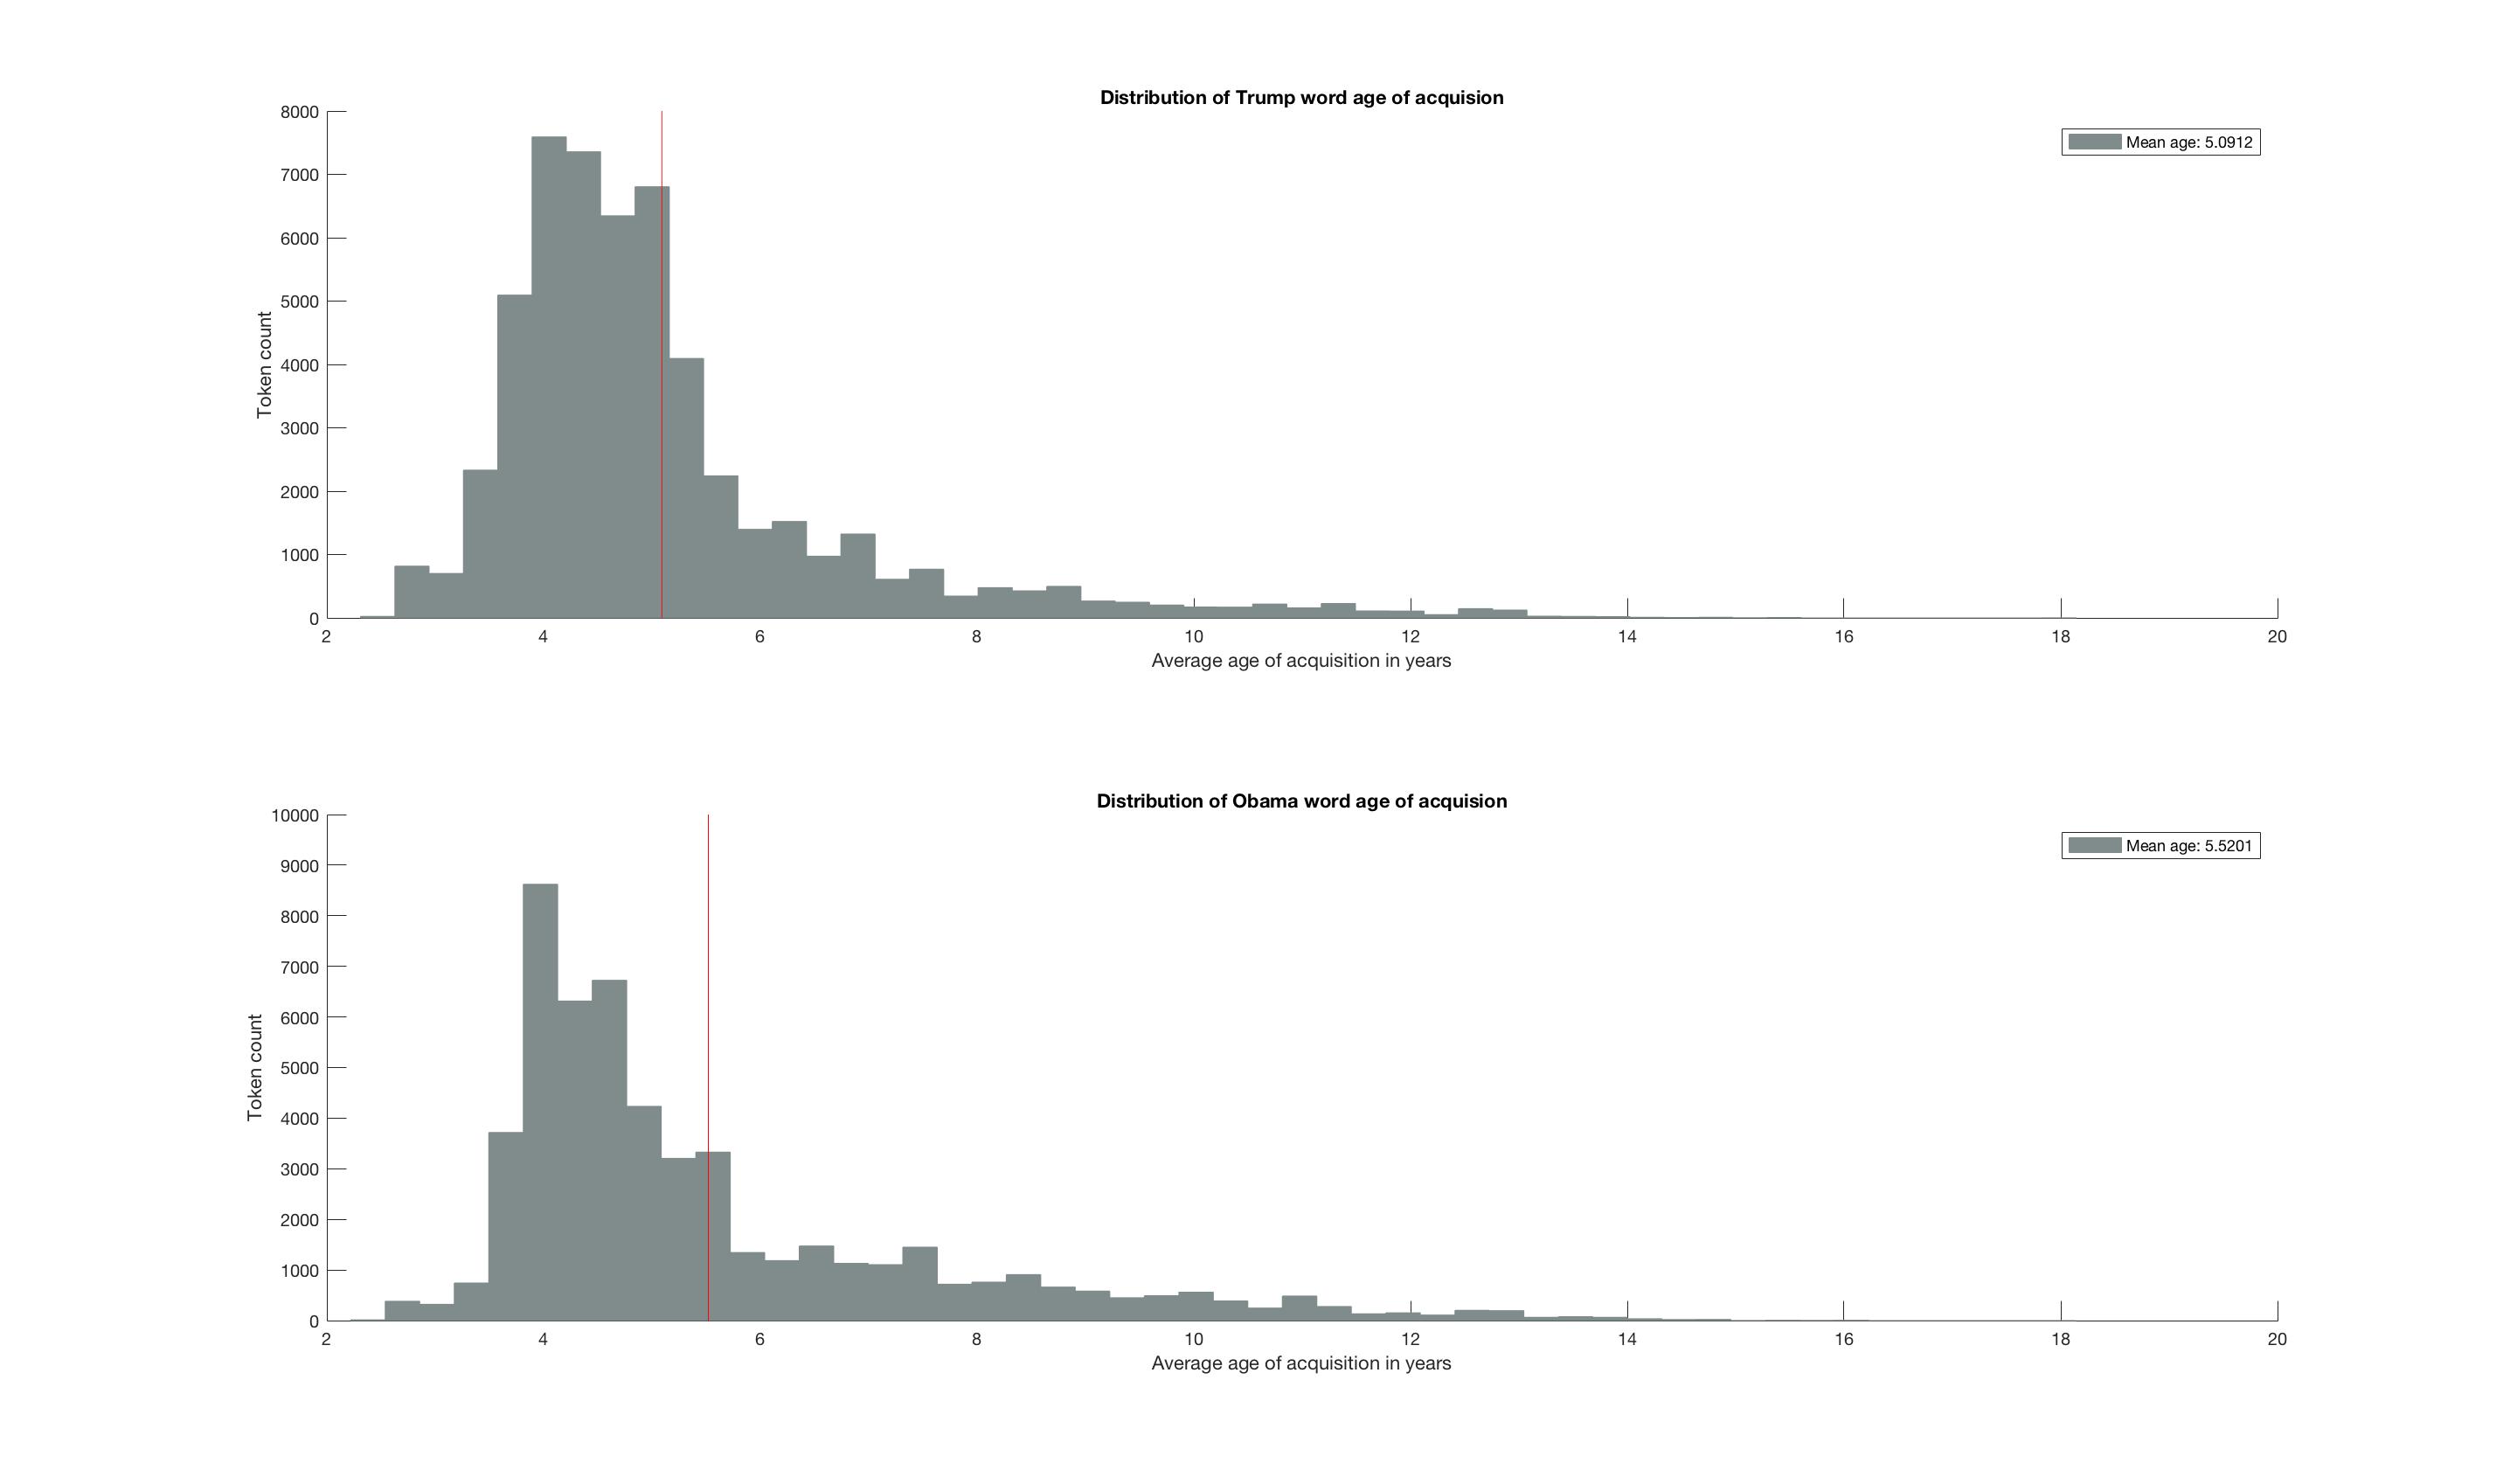 Distribution of Trump word age of acquision
8000
7000
6000
5000
4000
3000
2000
1000
0
Token count
Mean age: 5.0912
2 4 6 8 10 12 14 16 18 20
Average age of acquisition in years
Distribution of Obama word age of acquision
10000
9000
8000
7000
6000
5000
4000
3000
2000
1000
0
Token count
Mean age: 5.5201
2 4 6 8 10 12 14 16 18 20
Average age of acquisition in years